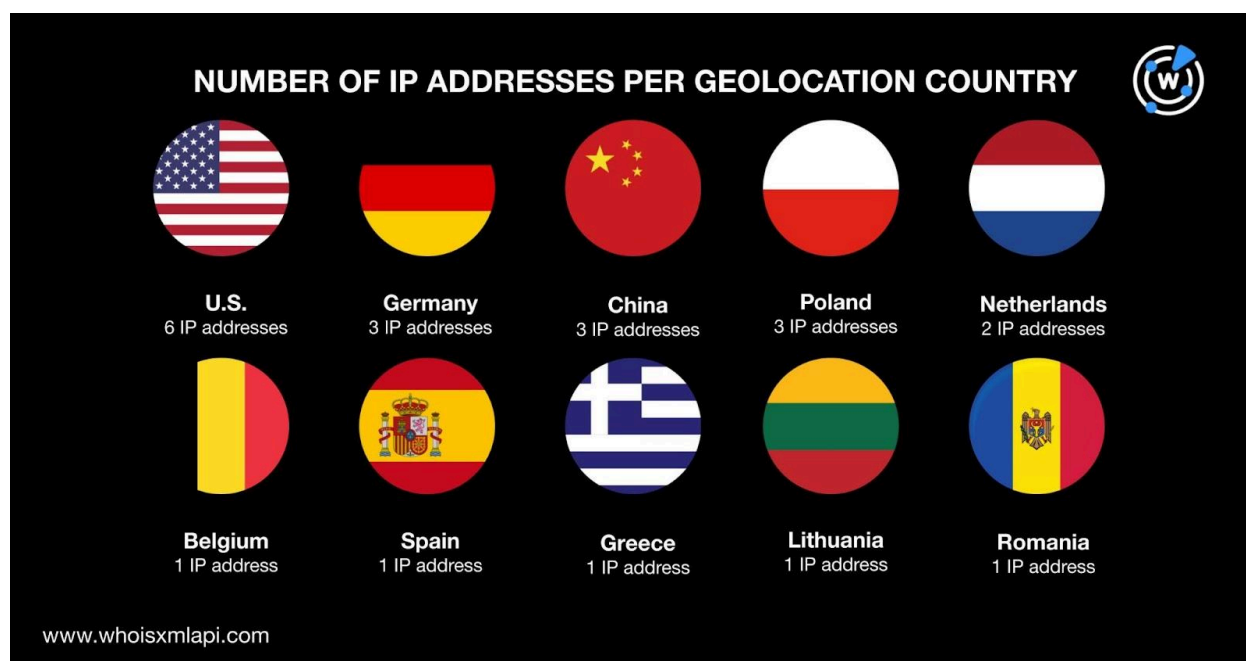 NUMBER OF IP ADDRESSES PER GEOLOCATION COUNTRY
W
U.S.
6 IP addresses
Germany
3 IP addresses
China
3 IP addresses
Poland
3 IP addresses
Netherlands
2 IP addresses
Belgium
1 IP address
Spain
1 IP address
Greece
1 IP address
Lithuania
1 IP address
Romania
1 IP address
www.whoisxmlapi.com